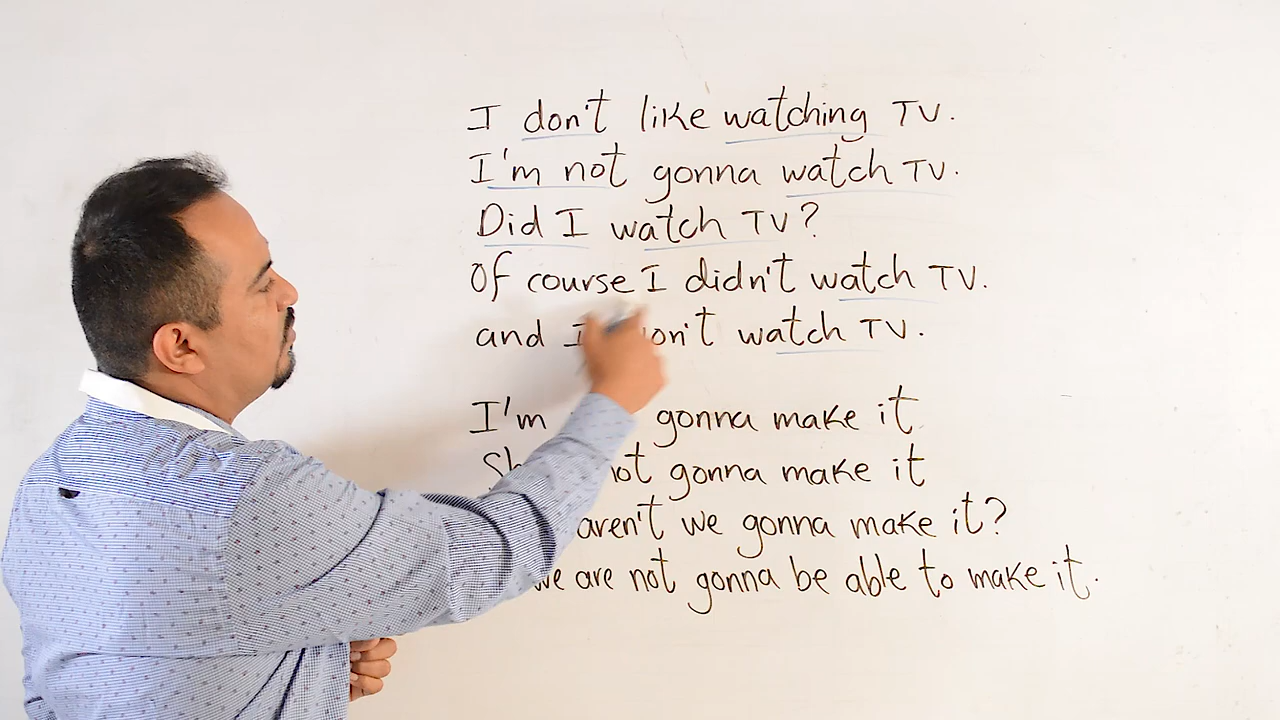 I don't like watching TV.
I'm not gonna watch TV.
Did I watch TV?
Of course I didn't watch TV.
and I watch TV.
I'm gonna make it
not gonna make it
aren't we gonna make it?
we are not gonna be able to make it.